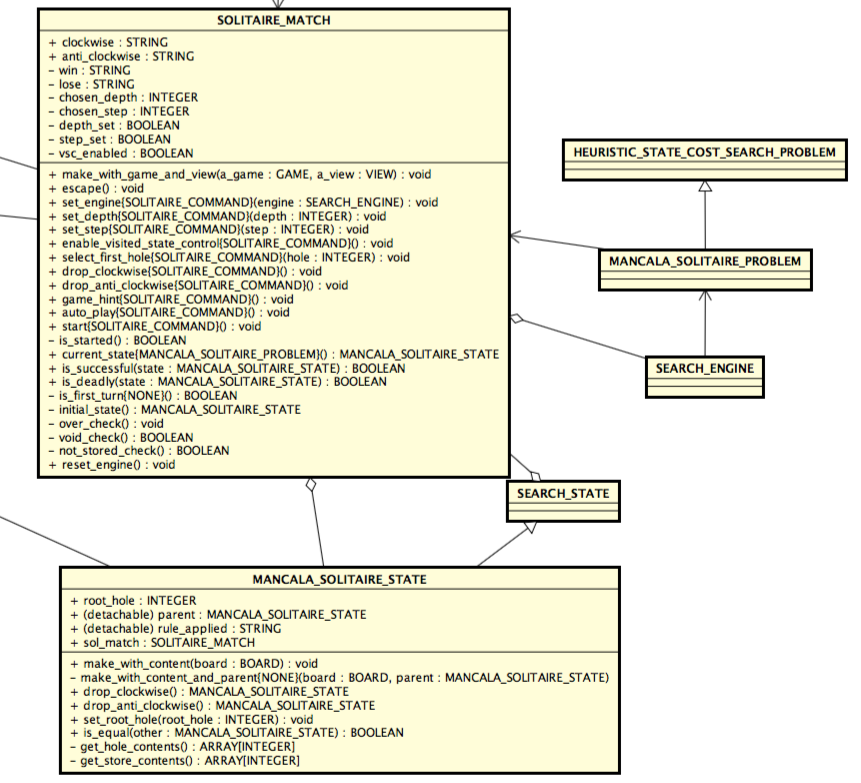 SOLITAIRE_MATCH
+ clockwise : STRING
+ anti_clockwise : STRING
– win : STRING
– lose : STRING
– chosen_depth : INTEGER
– chosen_step : INTEGER
– depth_set : BOOLEAN
– step_set : BOOLEAN
– vsc_enabled : BOOLEAN
+ make_with_game_and_view(a_game : GAME, a_view : VIEW) : void
+ escape() : void
+ set_engine{SOLITAIRE_COMMAND}(engine : SEARCH_ENGINE) : void
+ set_depth{SOLITAIRE_COMMAND}(depth : INTEGER) : void
+ set_step{SOLITAIRE_COMMAND}(step : INTEGER) : void
+ enable_visited_state_control{SOLITAIRE_COMMAND}() : void
+ select_first_hole{SOLITAIRE_COMMAND}(hole : INTEGER) : void
+ drop_clockwise{SOLITAIRE_COMMAND}() : void
+ drop_anti_clockwise{SOLITAIRE_COMMAND}() : void
+ game_hint{SOLITAIRE_COMMAND}() : void
+ auto_play{SOLITAIRE_COMMAND}() : void
+ start{SOLITAIRE_COMMAND}() : void
– is_started() : BOOLEAN
+ current_state{MANCALA_SOLITAIRE_PROBLEM}() : MANCALA_SOLITAIRE_STATE
+ is_successful(state : MANCALA_SOLITAIRE_STATE) : BOOLEAN
+ is_deadly(state : MANCALA_SOLITAIRE_STATE) : BOOLEAN
– is_first_turn{NONE}() : BOOLEAN
– initial_state() : MANCALA_SOLITAIRE_STATE
– over_check() : void
– void_check() : BOOLEAN
– not_stored_check() : BOOLEAN
+ reset_engine() : void
HEURISTIC_STATE_COST_SEARCH_PROBLEM
MANCALA_SOLITAIRE_PROBLEM
SEARCH_ENGINE
SEARCH_STATE
MANCALA_SOLITAIRE_STATE
+ root_hole : INTEGER
+ (detachable) parent : MANCALA_SOLITAIRE_STATE
+ (detachable) rule_applied : STRING
+ sol_match : SOLITAIRE_MATCH
+ make_with_content(board : BOARD) : void
– make_with_content_and_parent{NONE}(board : BOARD, parent : MANCALA_SOLITAIRE_STATE)
+ drop_clockwise() : MANCALA_SOLITAIRE_STATE
+ drop_anti_clockwise() : MANCALA_SOLITAIRE_STATE
+ set_root_hole(root_hole : INTEGER) : void
+ is_equal(other : MANCALA_SOLITAIRE_STATE) : BOOLEAN
– get_hole_contents() : ARRAY[INTEGER]
– get_store_contents() : ARRAY[INTEGER]